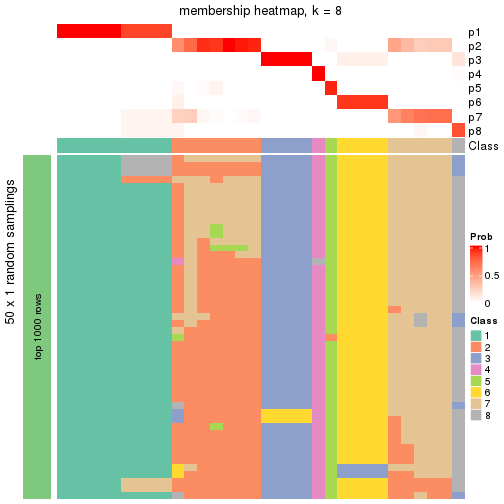 membership heatmap, k = 8
p1
p2
p3
p4
p5
p6
p7
p8
Class
50 x 1 random samplings
top 1000 rows
Prob
1
0.5
0
Class
1
2
3
4
5
6
7
8